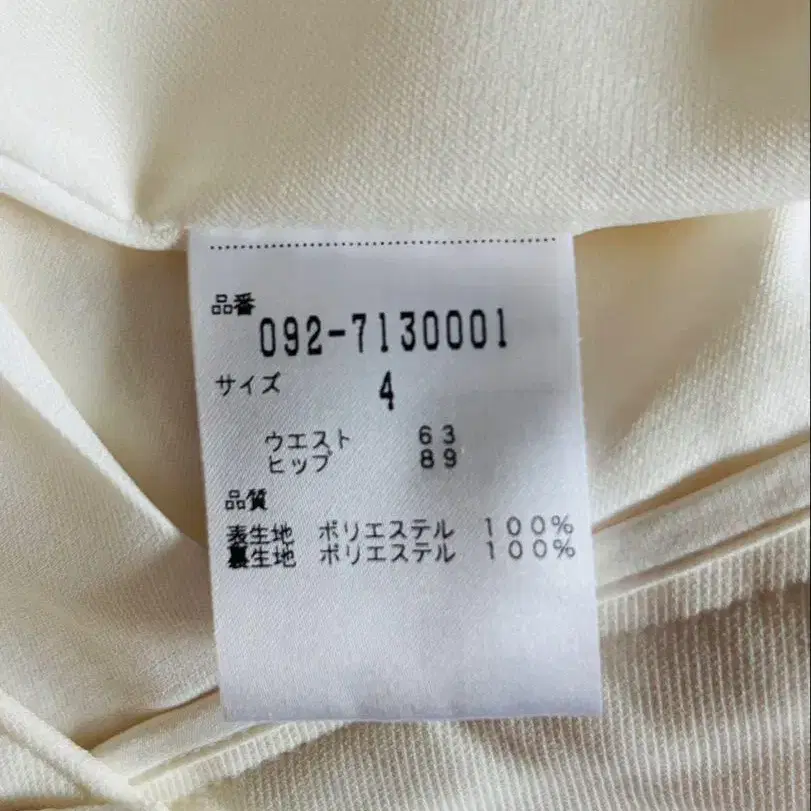 品番
092-7130001
サイズ 4
ウエスト 63
ヒップ 89
品質
表生地 ポリエステル 100%
裏生地 ポリエステル 100%